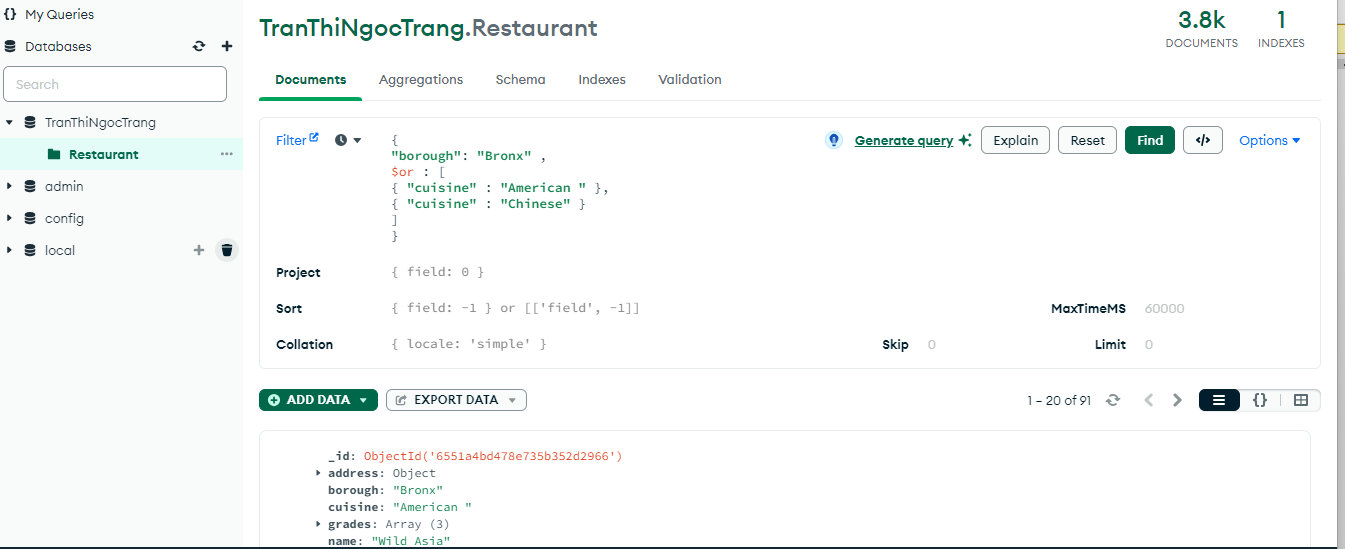 {} My Queries
Databases
Search
TranThiNgocTrang
Restaurant
admin
config
local
TranThiNgocTrang.Restaurant
3.8k
DOCUMENTS
1
INDEXES
Documents
Aggregations
Schema
Indexes
Validation
Filter
{
"borough": "Bronx" ,
$or : [
{ "cuisine" : "American " },
{ "cuisine" : "Chinese" }
]
}
Generate query
Explain
Reset
Find
</>
Options
Project
{ field: 0 }
Sort
{ field: -1 } or [['field', -1]]
MaxTimeMS
60000
Collation
{ locale: 'simple' }
Skip
0
Limit
0
ADD DATA
EXPORT DATA
1 – 20 of 91
{}
_id: ObjectId('6551a4bd478e735b352d2966')
address: Object
borough: "Bronx"
cuisine: "American "
grades: Array (3)
name: "Wild Asia"